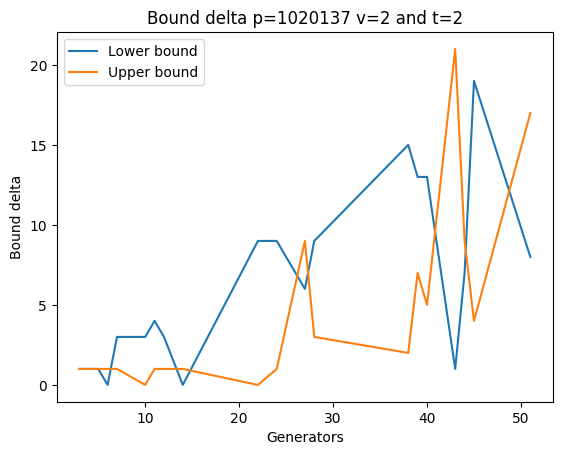 Bound delta p=1020137 v=2 and t=2
Lower bound
Upper bound
Bound delta
20
15
10
5
0
10
20
30
40
50
Generators